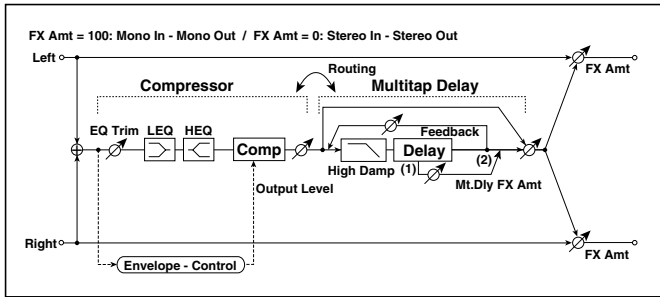 FX Amt = 100: Mono In - Mono Out / FX Amt = 0: Stereo In - Stereo Out
Left
FX Amt
Routing
Compressor
Multitap Delay
EQ Trim
LEQ
HEQ
Feedback
Comp
Delay
(1)
(2)
High Damp
Mt.Dly FX Amt
Output Level
Right
Envelope - Control
FX Amt